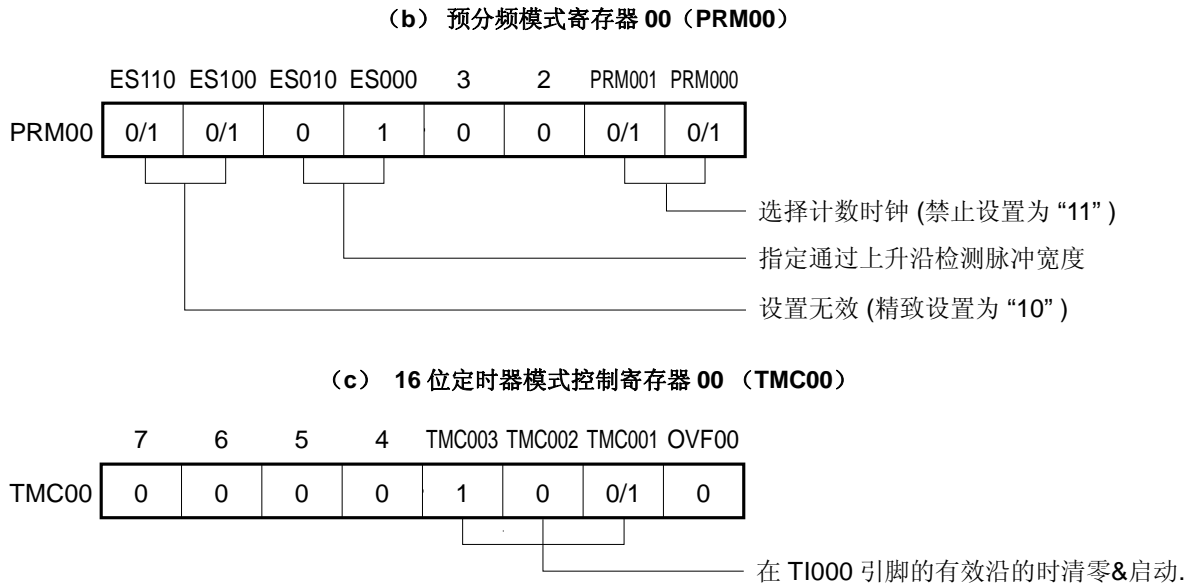 （b） 预分频模式寄存器 00（PRM00）
ES110 ES100 ES010 ES000 3 2 PRM001 PRM000
PRM00 0/1 0/1 0 1 0 0 0/1 0/1
选择计数时钟 (禁止设置为 “11” )
指定通过上升沿检测脉冲宽度
设置无效 (精致设置为 “10” )
（c） 16 位定时器模式控制寄存器 00 （TMC00）
7 6 5 4 TMC003 TMC002 TMC001 OVF00
TMC00 0 0 0 0 1 0 0/1 0
在 TI000 引脚的有效沿的时清零&启动.